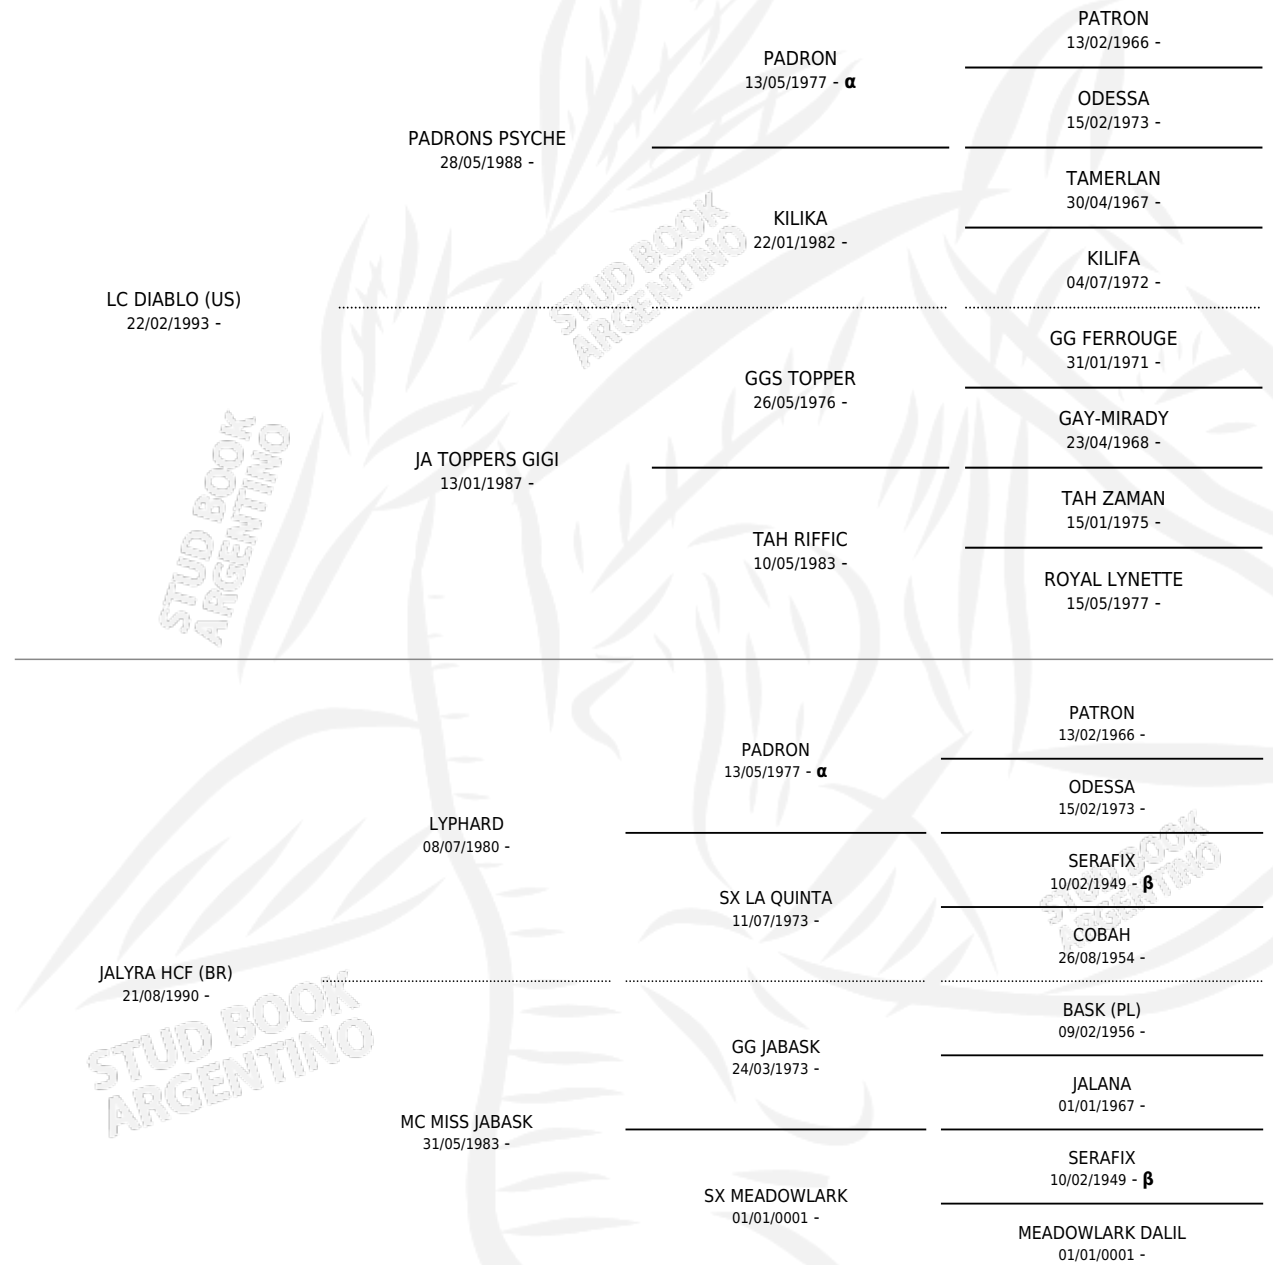 PATRON
13/02/1966 -
PADRON
13/05/1977 - α
ODESSA
15/02/1973 -
PADRONS PSYCHE
28/05/1988 -
TAMERLAN
30/04/1967 -
KILIKA
22/01/1982 -
KILIFA
04/07/1972 -
LC DIABLO (US)
22/02/1993 -
GG FERROUGE
31/01/1971 -
GGS TOPPER
26/05/1976 -
GAY-MIRADY
23/04/1968 -
JA TOPPERS GIGI
13/01/1987 -
TAH ZAMAN
15/01/1975 -
TAH RIFFIC
10/05/1983 -
ROYAL LYNETTE
15/05/1977 -
STUD BOOK
ARGENTINO
STUD BOOK
ARGENTINO
PATRON
13/02/1966 -
PADRON
13/05/1977 - α
ODESSA
15/02/1973 -
LYPHARD
08/07/1980 -
SERAFIX
10/02/1949 - β
SX LA QUINTA
11/07/1973 -
COBAH
26/08/1954 -
JALYRA HCF (BR)
21/08/1990 -
BASK (PL)
09/02/1956 -
GG JABASK
24/03/1973 -
JALANA
01/01/1967 -
MC MISS JABASK
31/05/1983 -
SERAFIX
10/02/1949 - β
SX MEADOWLARK
01/01/0001 -
MEADOWLARK DALIL
01/01/0001 -
STUD BOOK
ARGENTINO
STUD BOOK
ARGENTINO